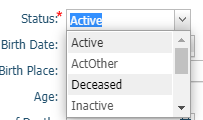 Status:* Active
Birth Date: Active
ActOther
Birth Place: Deceased
Age: Inactive